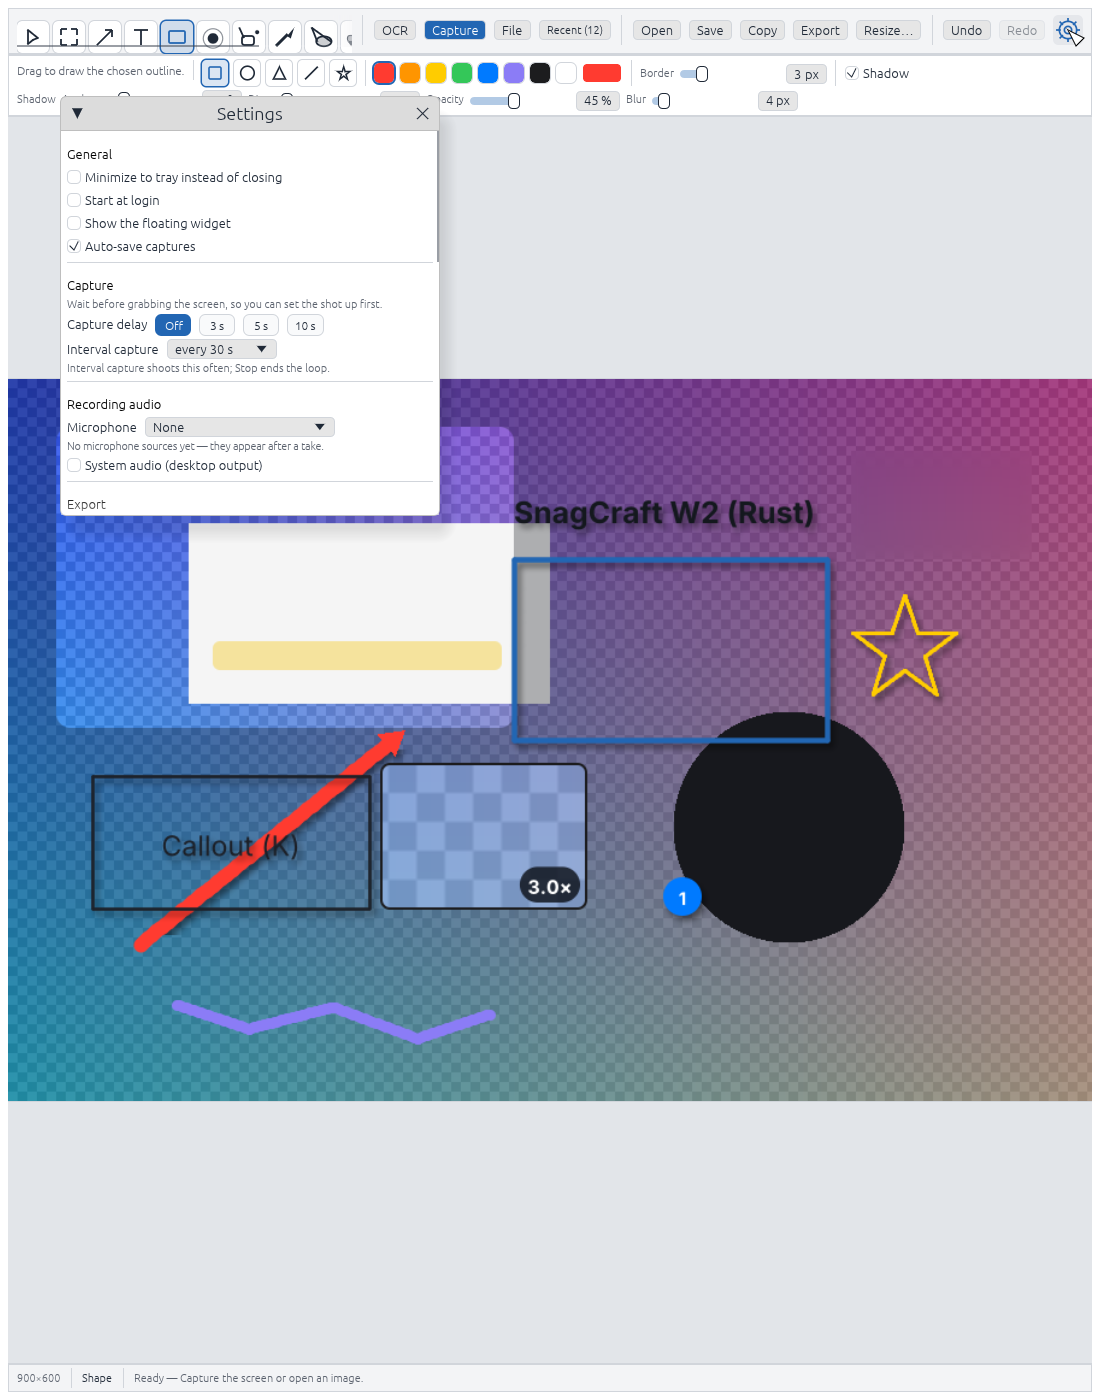 OCR Capture File Recent (12) Open Save Copy Export Resize... Undo Redo
Drag to draw the chosen outline. Border 3 px Shadow
Shadow Opacity 45 % Blur 4 px
Settings
General
Minimize to tray instead of closing
Start at login
Show the floating widget
Auto-save captures
Capture
Wait before grabbing the screen, so you can set the shot up first.
Capture delay Off 3 s 5 s 10 s
Interval capture every 30 s
Interval capture shoots this often; Stop ends the loop.
Recording audio
Microphone None
No microphone sources yet — they appear after a take.
System audio (desktop output)
Export
SnagCraft W2 (Rust)
Callout (K)
3.0×
1
900×600 Shape Ready — Capture the screen or open an image.